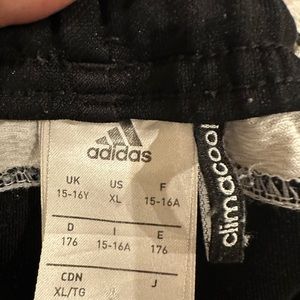 adidas
UK US F
15-16Y XL 15-16A
D I E
176 15-16A 176
CDN J
XL/TG
climacool